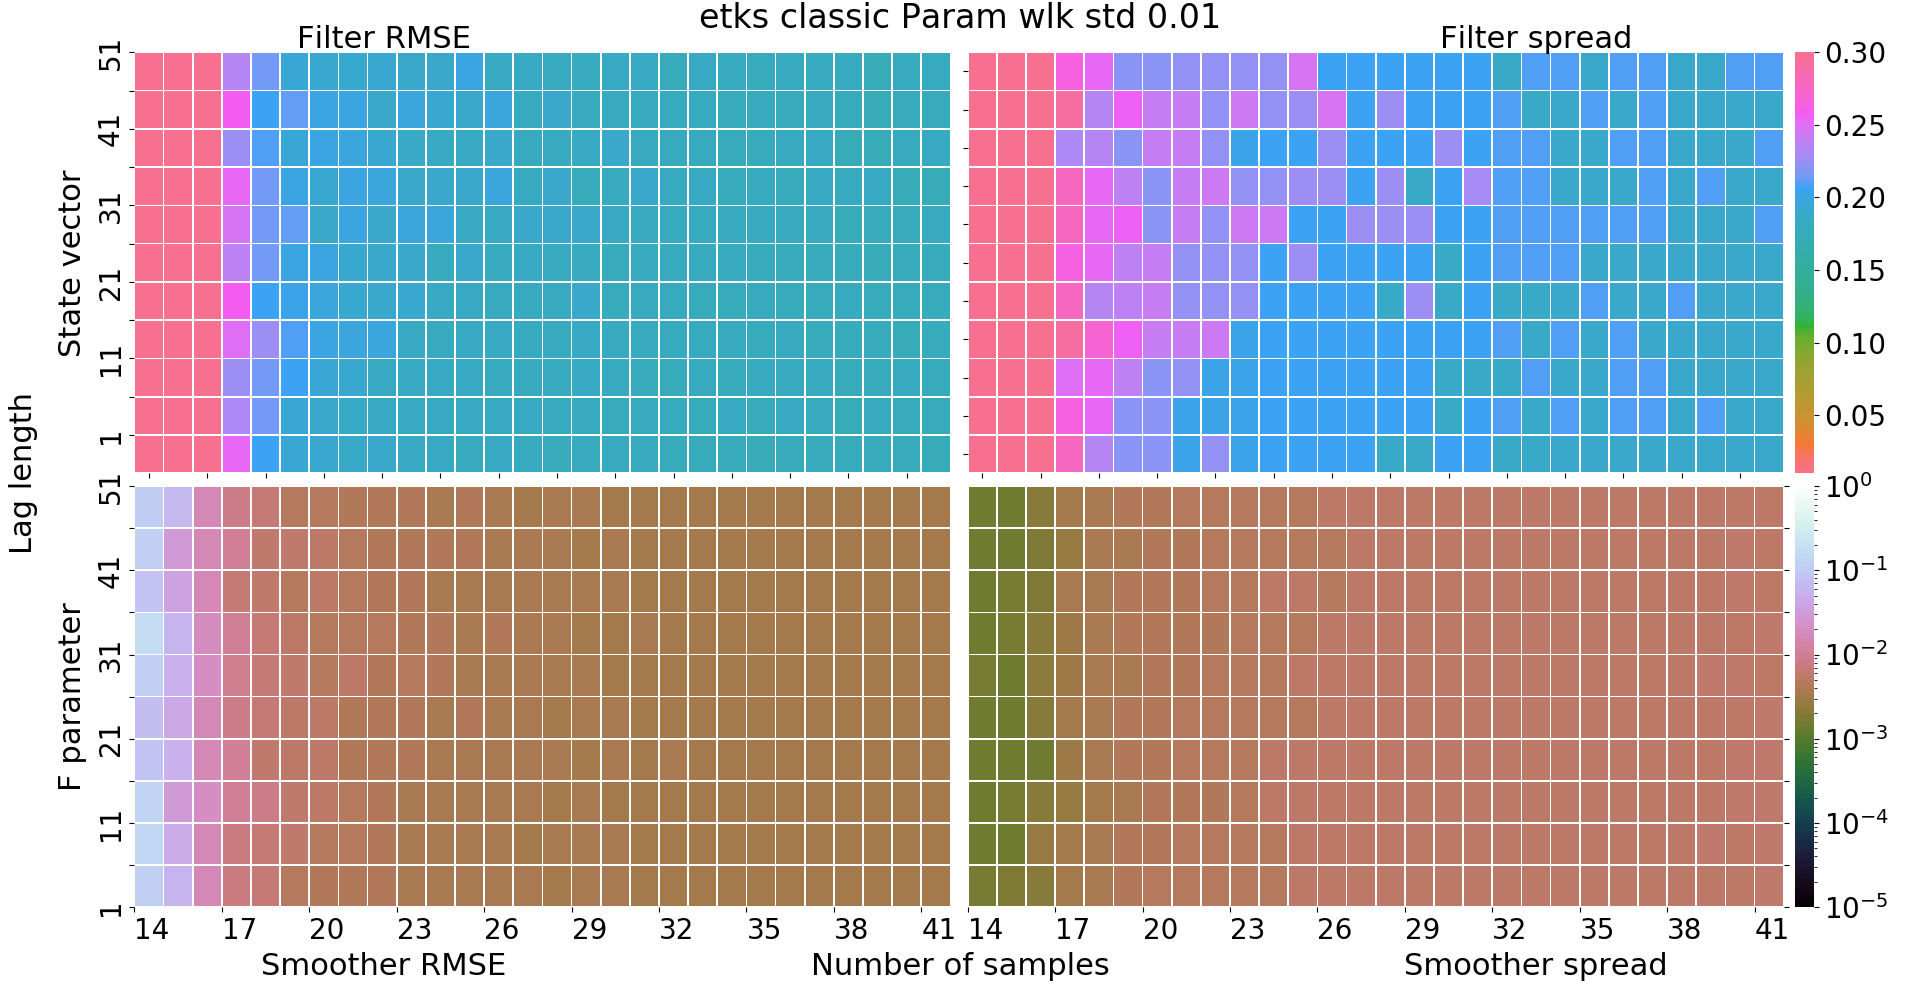 etks classic Param wlk std 0.01
Filter RMSE
Filter spread
51
41
31
21
11
1
State vector
0.30
0.25
0.20
0.15
0.10
0.05
Lag length
51
41
31
21
11
1
F parameter
10⁰
10⁻¹
10⁻²
10⁻³
10⁻⁴
10⁻⁵
14 17 20 23 26 29 32 35 38 41
14 17 20 23 26 29 32 35 38 41
Smoother RMSE
Number of samples
Smoother spread